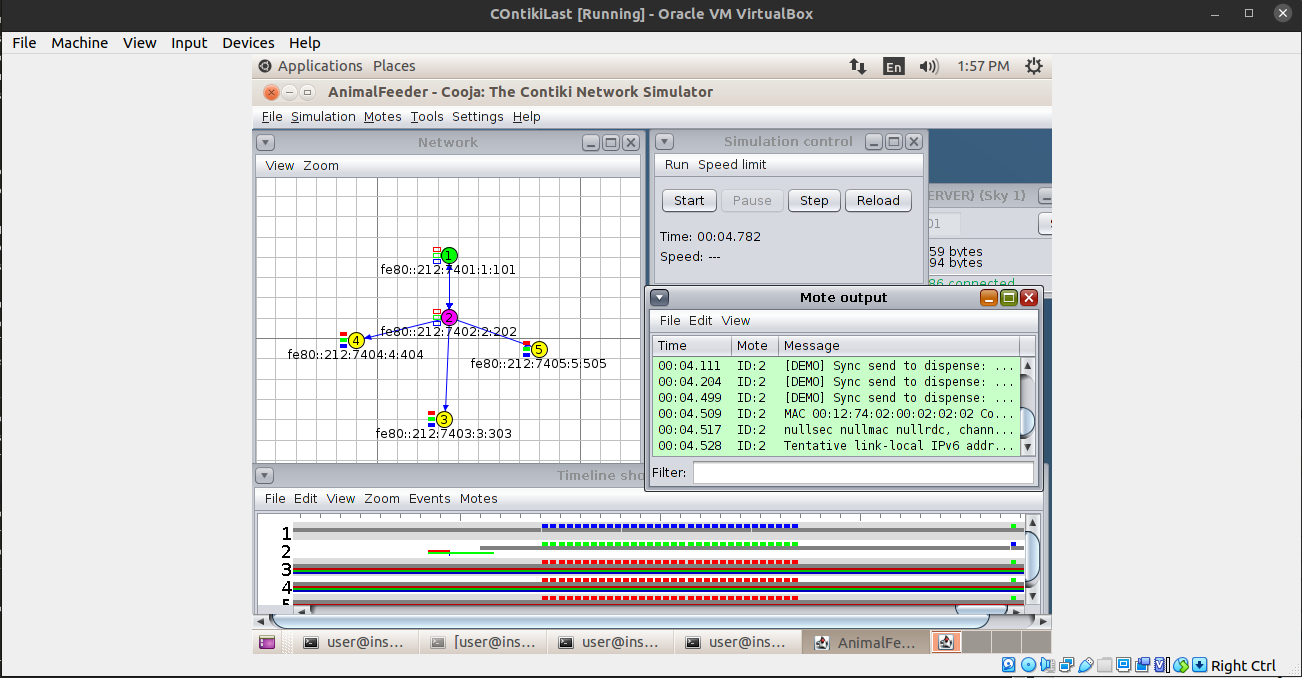 COntikiLast [Running] - Oracle VM VirtualBox
File Machine View Input Devices Help
Applications Places En 1:57 PM
AnimalFeeder - Cooja: The Contiki Network Simulator
File Simulation Motes Tools Settings Help
Network
View Zoom
1
fe80::212:7401:1:101
2
fe80::212:7402:2:202
4
fe80::212:7404:4:404
5
fe80::212:7405:5:505
3
fe80::212:7403:3:303
Simulation control
Run Speed limit
Start Pause Step Reload
Time: 00:04.782
Speed: ---
ERVER) (Sky 1)
01
59 bytes
94 bytes
86 connected
Mote output
File Edit View
Time Mote Message
00:04.111 ID:2 [DEMO] Sync send to dispense: ...
00:04.204 ID:2 [DEMO] Sync send to dispense: ...
00:04.499 ID:2 [DEMO] Sync send to dispense: ...
00:04.509 ID:2 MAC 00:12:74:02:00:02:02:02 Co...
00:04.517 ID:2 nullsec nullmac nullrdc, chann...
00:04.528 ID:2 Tentative link-local IPv6 addr...
Filter:
Timeline sho
File Edit View Zoom Events Motes
1
2
3
4
5
user@ins... [user@ins... user@ins... user@ins... AnimalFe...
Right Ctrl